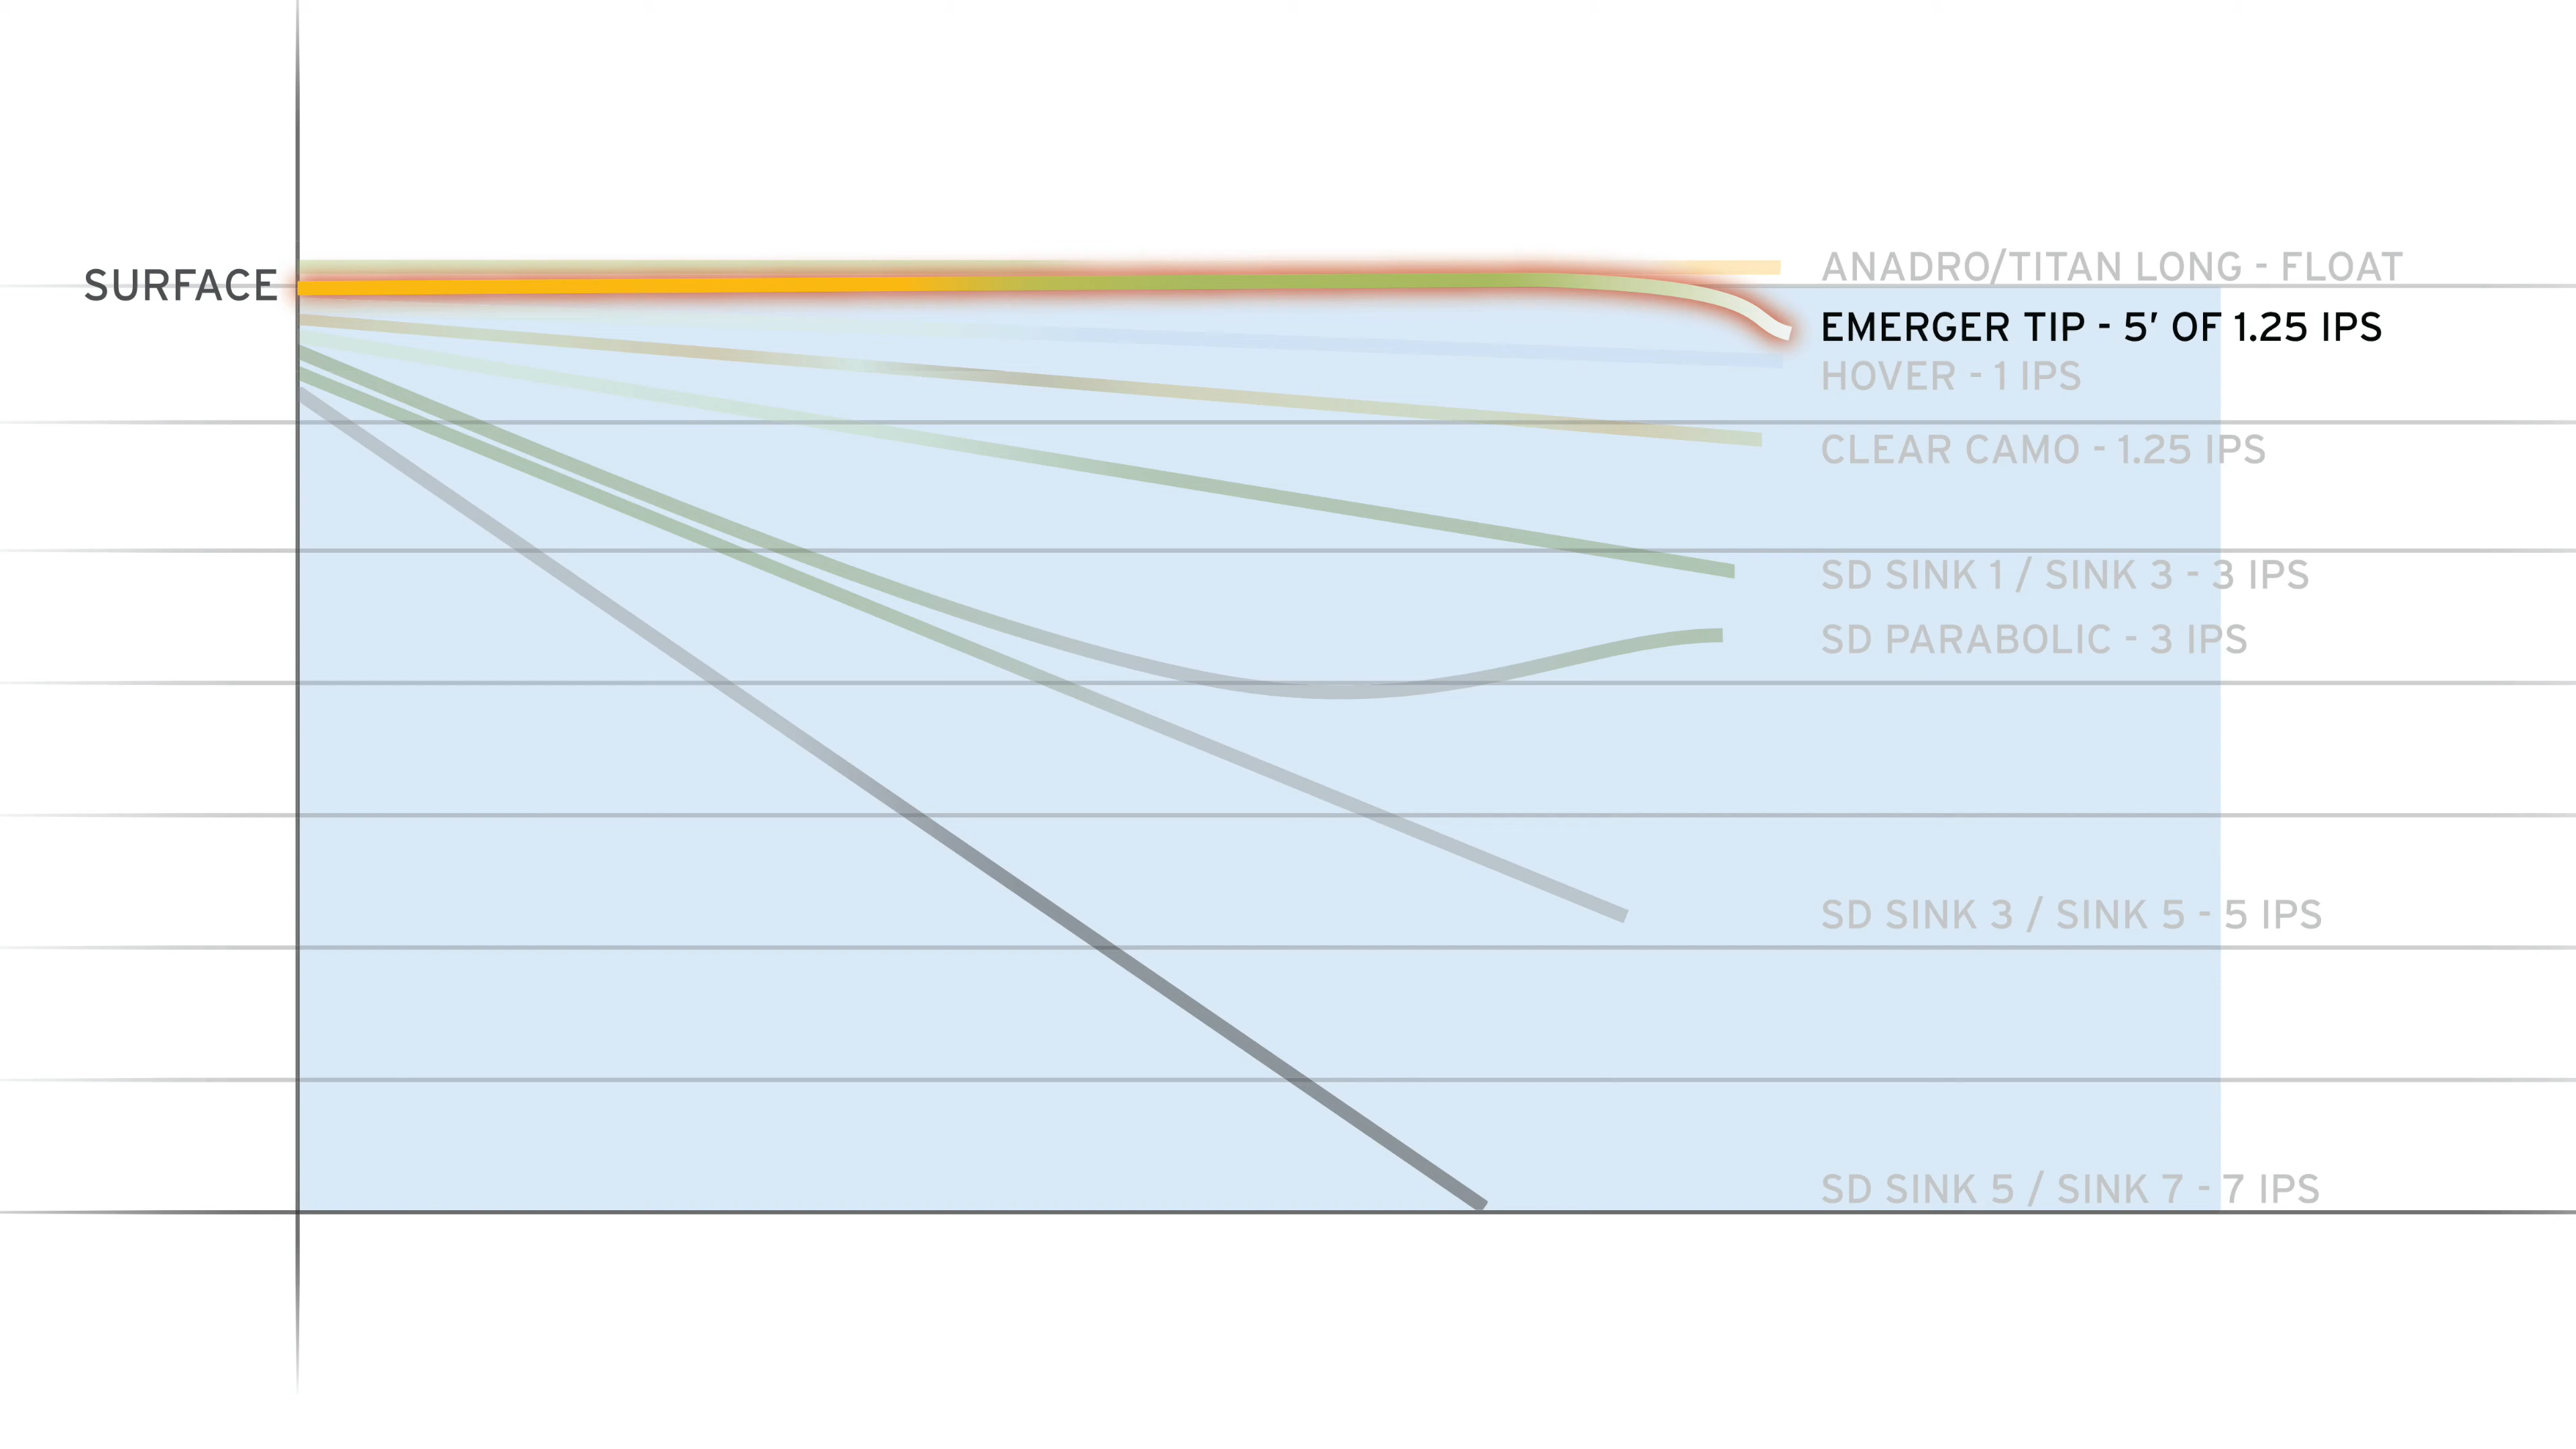 SURFACE
ANADRO/TITAN LONG - FLOAT
EMERGER TIP - 5' OF 1.25 IPS
HOVER - 1 IPS
CLEAR CAMO - 1.25 IPS
SD SINK 1 / SINK 3 - 3 IPS
SD PARABOLIC - 3 IPS
SD SINK 3 / SINK 5 - 5 IPS
SD SINK 5 / SINK 7 - 7 IPS